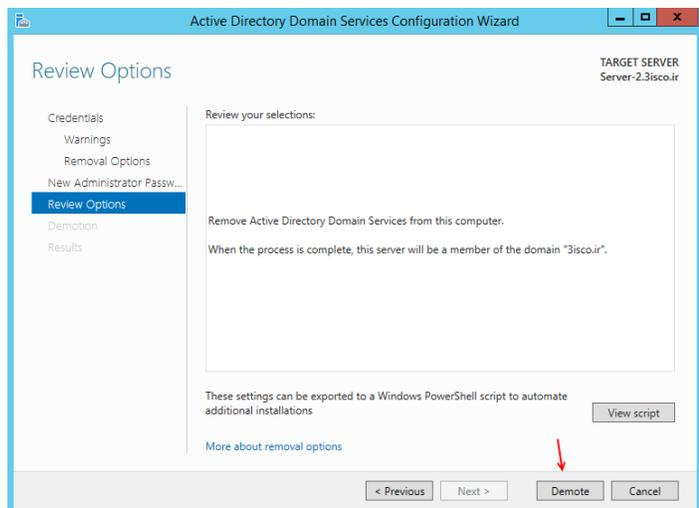 Active Directory Domain Services Configuration Wizard
Review Options
TARGET SERVER
Server-2.3isco.ir
Credentials
Warnings
Removal Options
New Administrator Passw...
Review Options
Demotion
Results
Review your selections:
Remove Active Directory Domain Services from this computer.
When the process is complete, this server will be a member of the domain "3isco.ir".
These settings can be exported to a Windows PowerShell script to automate
additional installations
View script
More about removal options
< Previous
Next >
Demote
Cancel